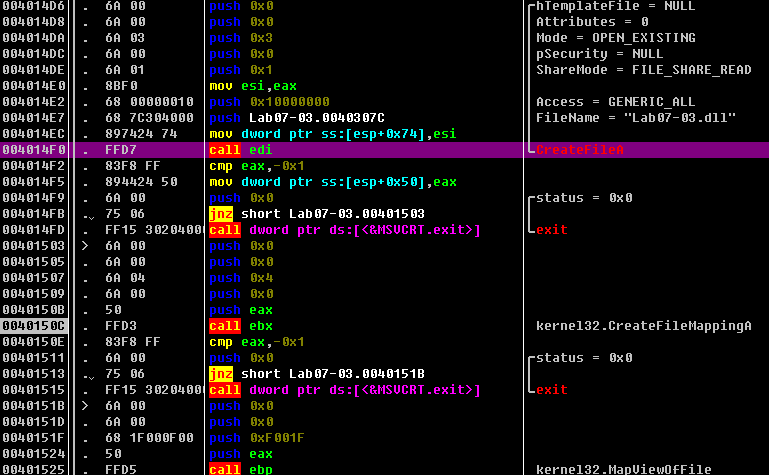 004014D6 . 6A 00 push 0x0 hTemplateFile = NULL
004014D8 . 6A 00 push 0x0 Attributes = 0
004014DA . 6A 03 push 0x3 Mode = OPEN_EXISTING
004014DC . 6A 00 push 0x0 pSecurity = NULL
004014DE . 6A 01 push 0x1 ShareMode = FILE_SHARE_READ
004014E0 . 8BF0 mov esi,eax
004014E2 . 68 00000010 push 0x10000000 Access = GENERIC_ALL
004014E7 . 68 7C304000 push Lab07-03.0040307C FileName = "Lab07-03.dll"
004014EC . 897424 74 mov dword ptr ss:[esp+0x74],esi
004014F0 . FFD7 call edi CreateFileA
004014F2 . 83F8 FF cmp eax,-0x1
004014F5 . 894424 50 mov dword ptr ss:[esp+0x50],eax
004014F9 . 6A 00 push 0x0 status = 0x0
004014FB . 75 06 jnz short Lab07-03.00401503
004014FD . FF15 30204000 call dword ptr ds:[<&MSVCRT.exit>] exit
00401503 > 6A 00 push 0x0
00401505 . 6A 00 push 0x0
00401507 . 6A 04 push 0x4
00401509 . 6A 00 push 0x0
0040150B . 50 push eax
0040150C . FFD3 call ebx kernel32.CreateFileMappingA
0040150E . 83F8 FF cmp eax,-0x1
00401511 . 6A 00 push 0x0 status = 0x0
00401513 . 75 06 jnz short Lab07-03.0040151B
00401515 . FF15 30204000 call dword ptr ds:[<&MSVCRT.exit>] exit
0040151B > 6A 00 push 0x0
0040151D . 6A 00 push 0x0
0040151F . 68 1F000F00 push 0xF001F
00401524 . 50 push eax
00401525 . FFD5 call ebp kernel32.MapViewOfFile